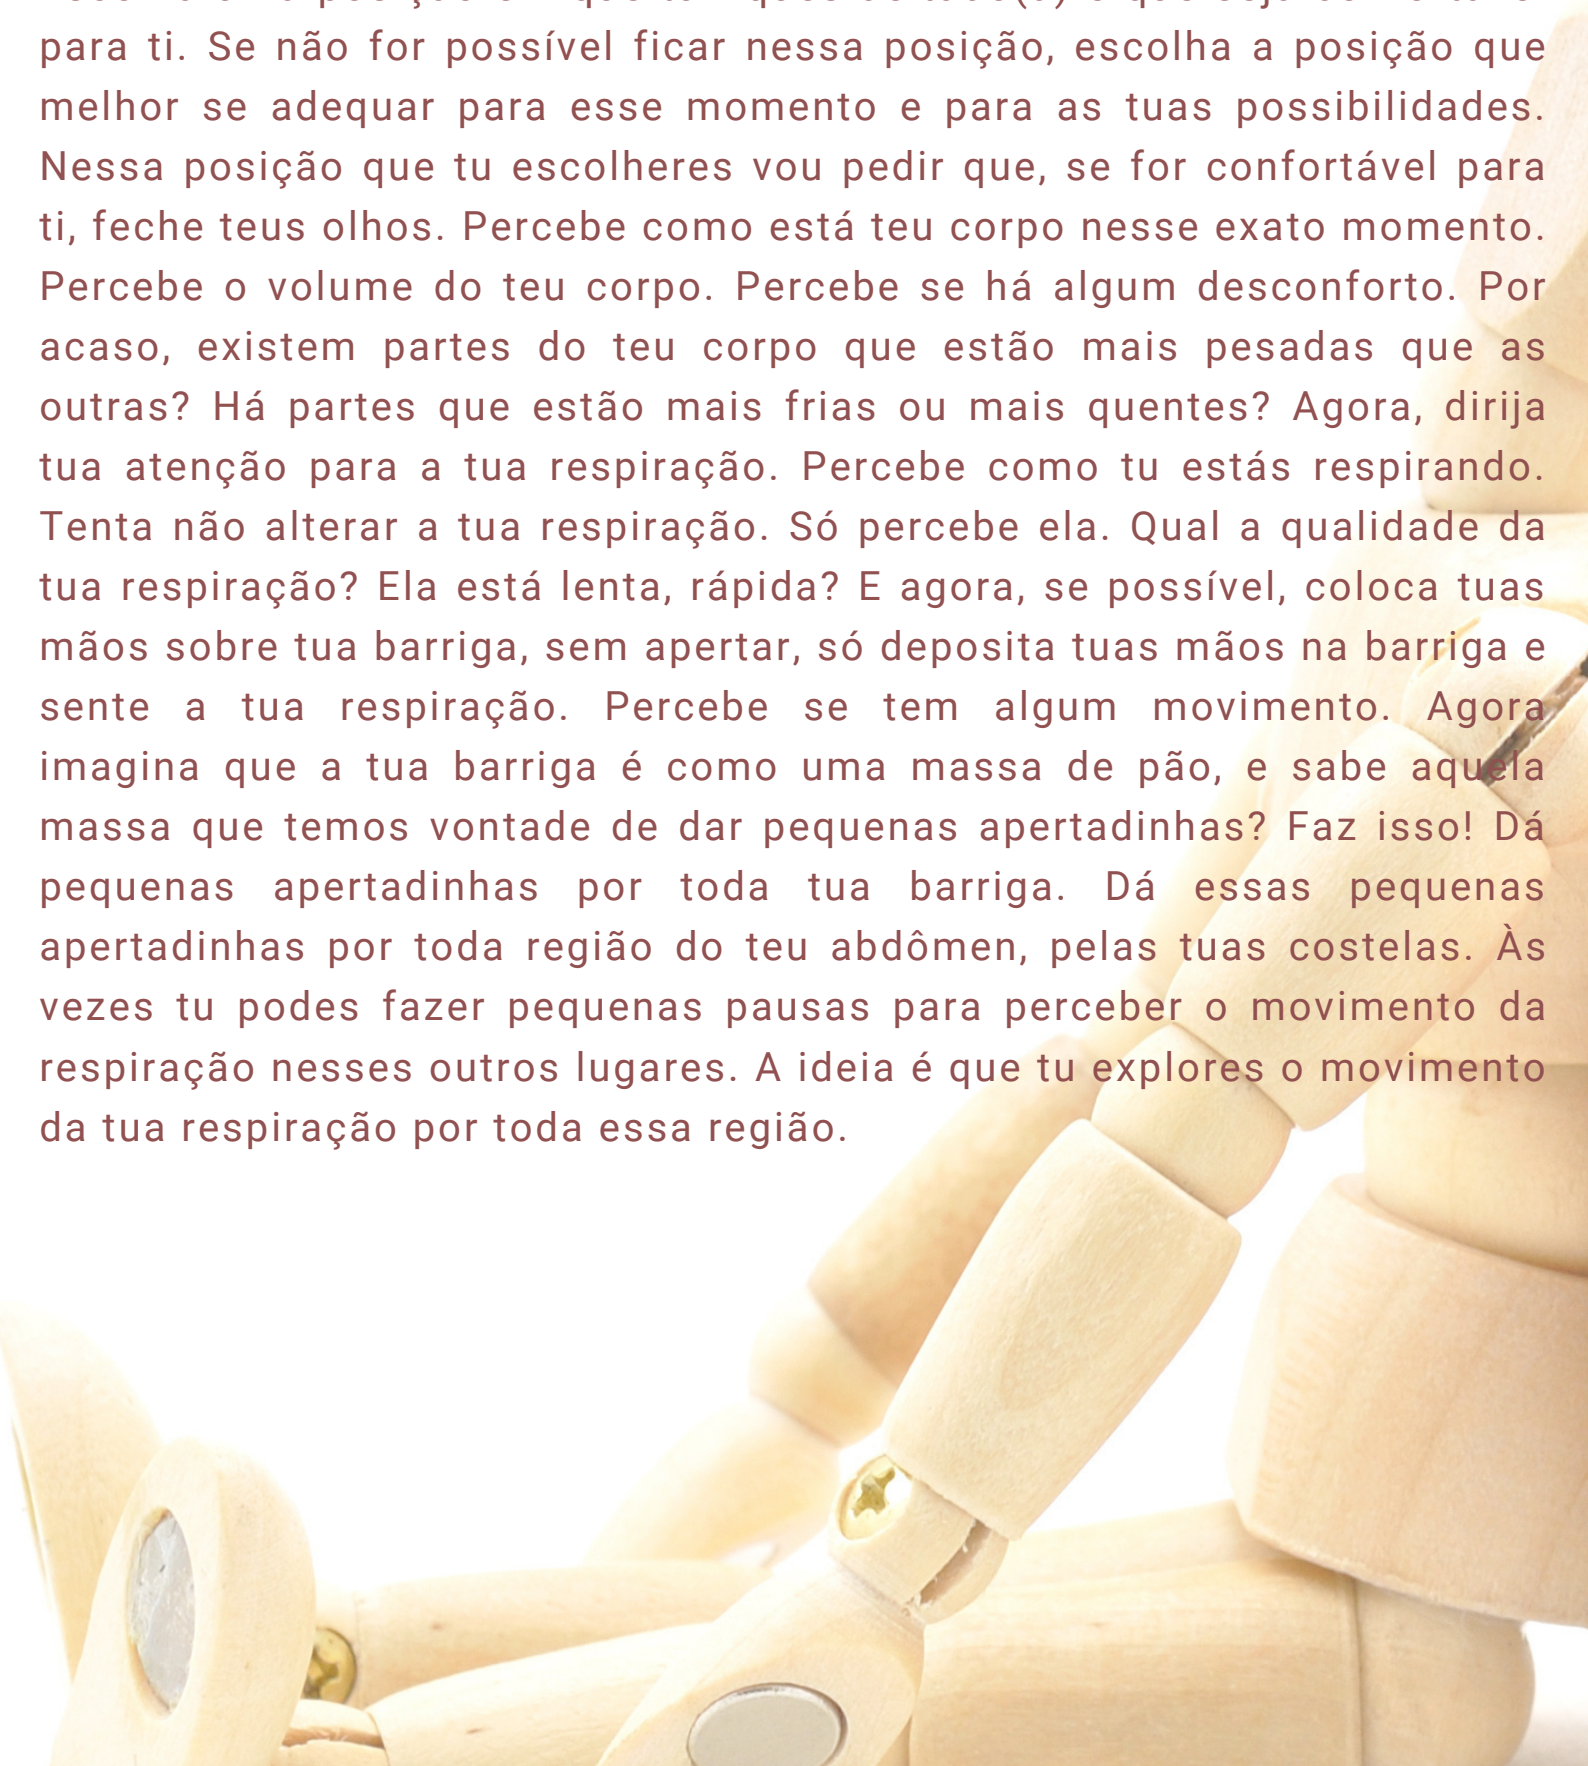 para ti. Se não for possível ficar nessa posição, escolha a posição que
melhor se adequar para esse momento e para as tuas possibilidades.
Nessa posição que tu escolheres vou pedir que, se for confortável para
ti, feche teus olhos. Percebe como está teu corpo nesse exato momento.
Percebe o volume do teu corpo. Percebe se há algum desconforto. Por
acaso, existem partes do teu corpo que estão mais pesadas que as
outras? Há partes que estão mais frias ou mais quentes? Agora, dirija
tua atenção para a tua respiração. Percebe como tu estás respirando.
Tenta não alterar a tua respiração. Só percebe ela. Qual a qualidade da
tua respiração? Ela está lenta, rápida? E agora, se possível, coloca tuas
mãos sobre tua barriga, sem apertar, só deposita tuas mãos na barriga e
sente a tua respiração. Percebe se tem algum movimento. Agora
imagina que a tua barriga é como uma massa de pão, e sabe aquela
massa que temos vontade de dar pequenas apertadinhas? Faz isso! Dá
pequenas apertadinhas por toda tua barriga. Dá essas pequenas
apertadinhas por toda região do teu abdômen, pelas tuas costelas. Às
vezes tu podes fazer pequenas pausas para perceber o movimento da
respiração nesses outros lugares. A ideia é que tu explores o movimento
da tua respiração por toda essa região.